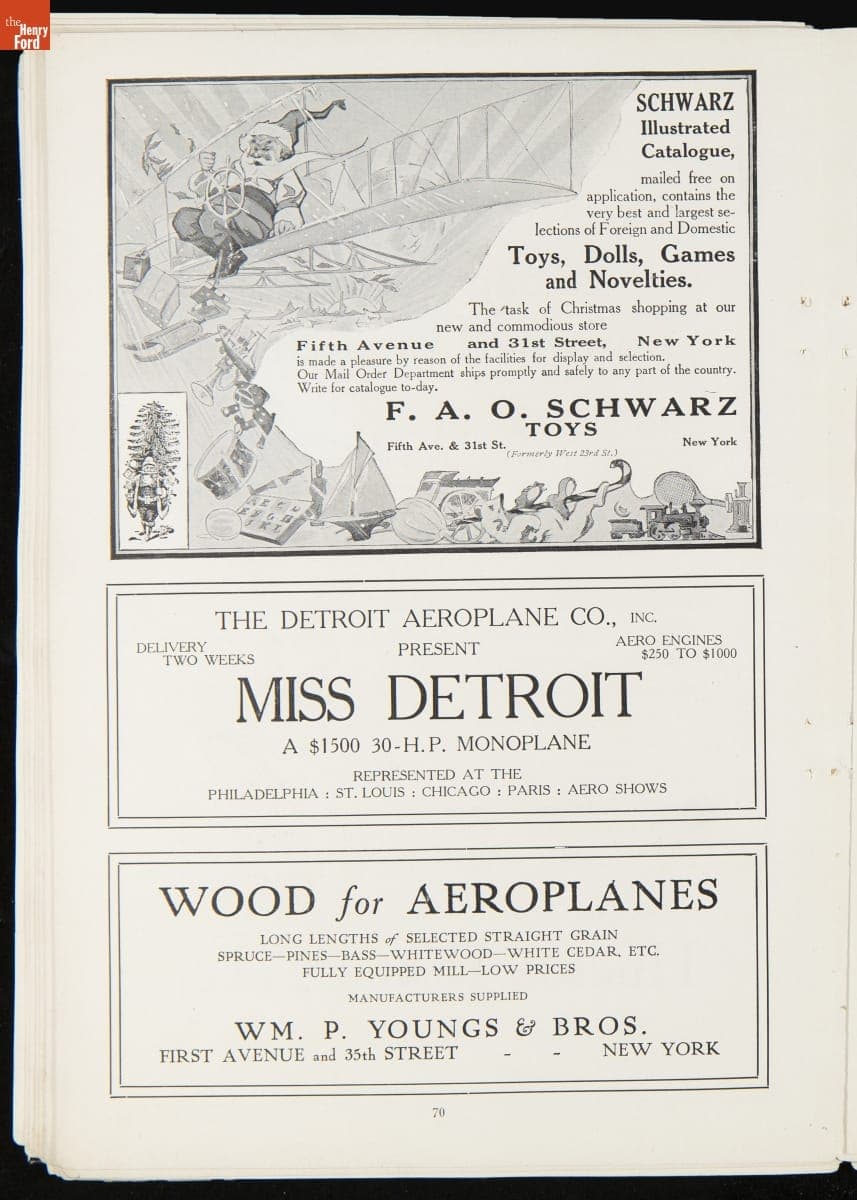 the
Henry
Ford
SCHWARZ
Illustrated
Catalogue,
mailed free on
application, contains the
very best and largest se-
lections of Foreign and Domestic
Toys, Dolls, Games
and Novelties.
The task of Christmas shopping at our
new and commodious store
Fifth Avenue and 31st Street, New York
is made a pleasure by reason of the facilities for display and selection.
Our Mail Order Department ships promptly and safely to any part of the country.
Write for catalogue to-day.
F. A. O. SCHWARZ
TOYS
Fifth Ave. & 31st St. New York
(Formerly West 23rd St.)
THE DETROIT AEROPLANE CO., INC.
DELIVERY
TWO WEEKS
PRESENT
AERO ENGINES
$250 TO $1000
MISS DETROIT
A $1500 30-H.P. MONOPLANE
REPRESENTED AT THE
PHILADELPHIA : ST. LOUIS : CHICAGO : PARIS : AERO SHOWS
WOOD for AEROPLANES
LONG LENGTHS of SELECTED STRAIGHT GRAIN
SPRUCE—PINES—BASS—WHITEWOOD—WHITE CEDAR, ETC.
FULLY EQUIPPED MILL—LOW PRICES
MANUFACTURERS SUPPLIED
WM. P. YOUNGS & BROS.
FIRST AVENUE and 35th STREET - - NEW YORK
70